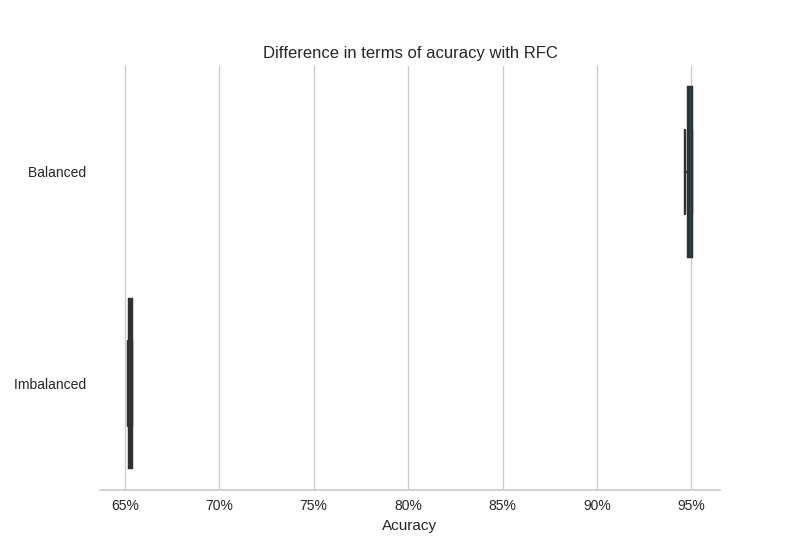 Difference in terms of acuracy with RFC
Balanced
Imbalanced
65% 70% 75% 80% 85% 90% 95%
Acuracy